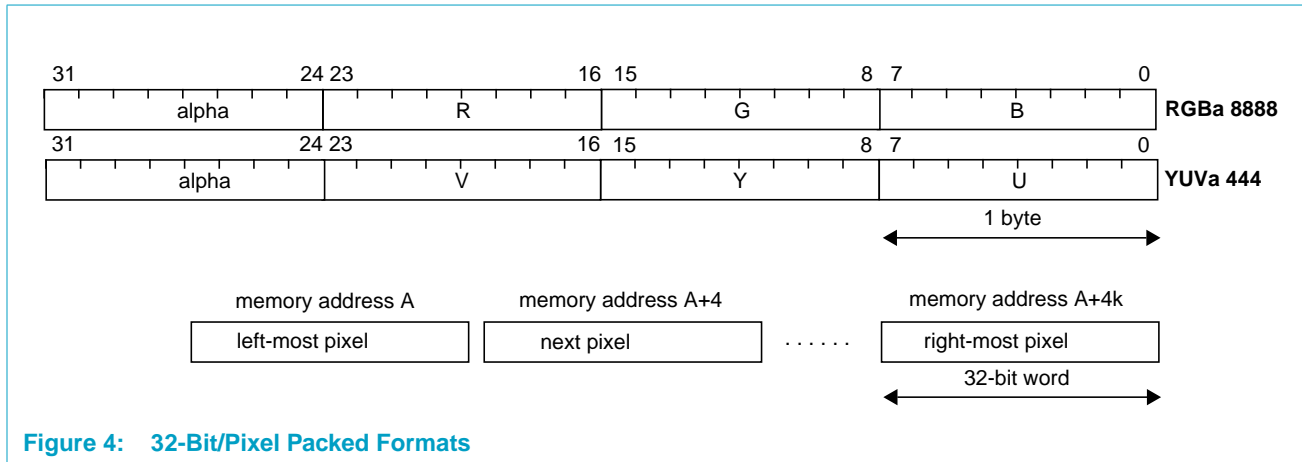 31 24 23 16 15 8 7 0
alpha R G B RGBa 8888
31 24 23 16 15 8 7 0
alpha V Y U YUVa 444
1 byte
memory address A memory address A+4 memory address A+4k
left-most pixel next pixel . . . . . . right-most pixel
32-bit word
Figure 4: 32-Bit/Pixel Packed Formats